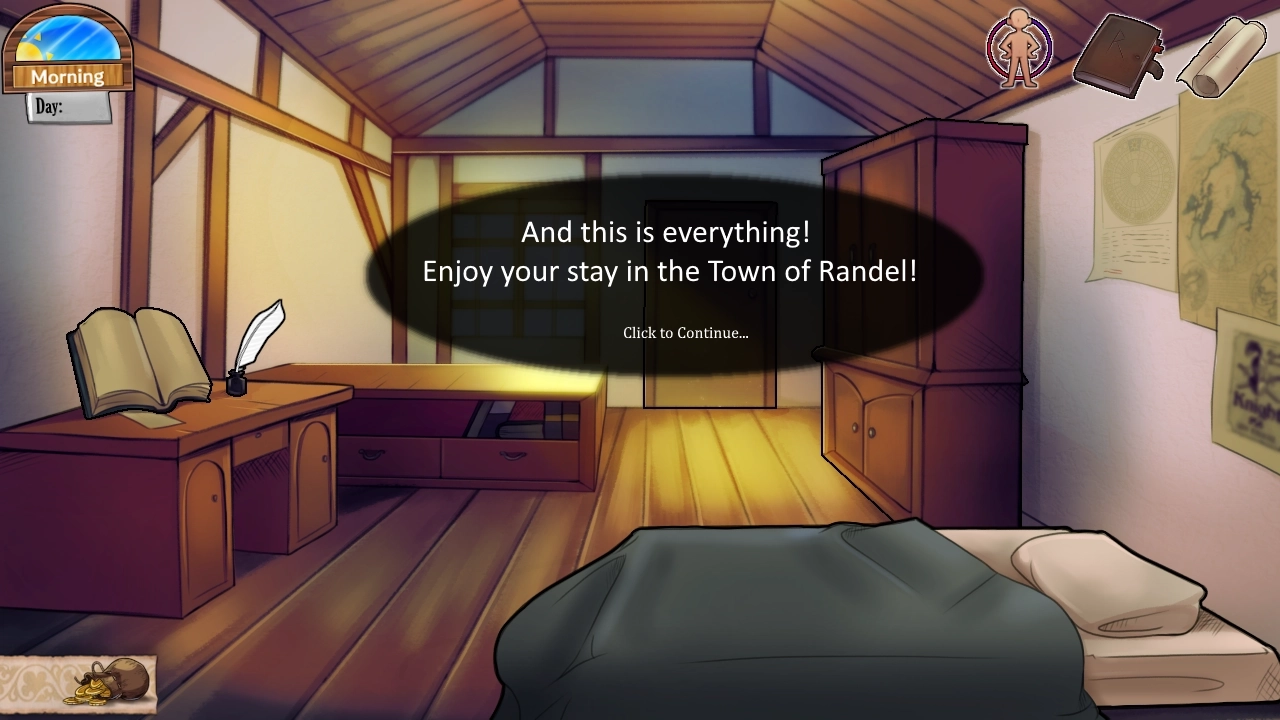 Morning
Day:
And this is everything!
Enjoy your stay in the Town of Randel!
Click to Continue...
R